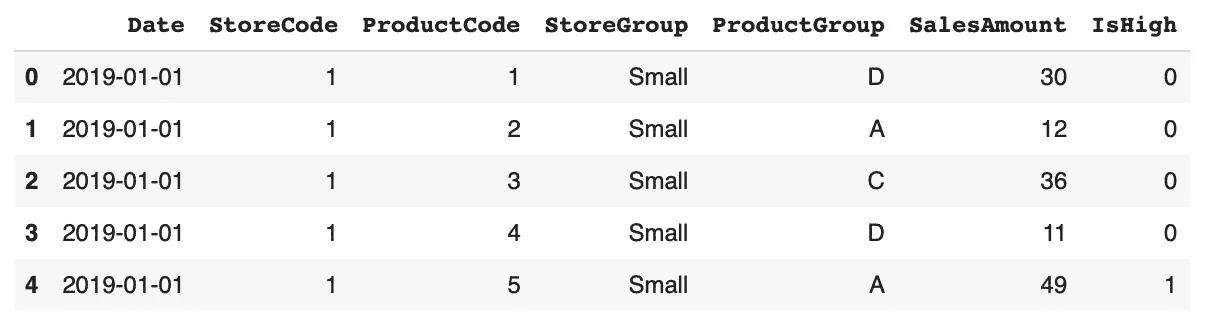 Date StoreCode ProductCode StoreGroup ProductGroup SalesAmount IsHigh
0 2019-01-01 1 1 Small D 30 0
1 2019-01-01 1 2 Small A 12 0
2 2019-01-01 1 3 Small C 36 0
3 2019-01-01 1 4 Small D 11 0
4 2019-01-01 1 5 Small A 49 1